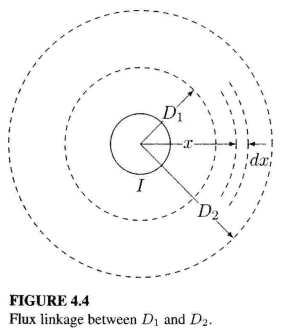 D₁
x
dx
I
D₂
FIGURE 4.4
Flux linkage between D₁ and D₂.